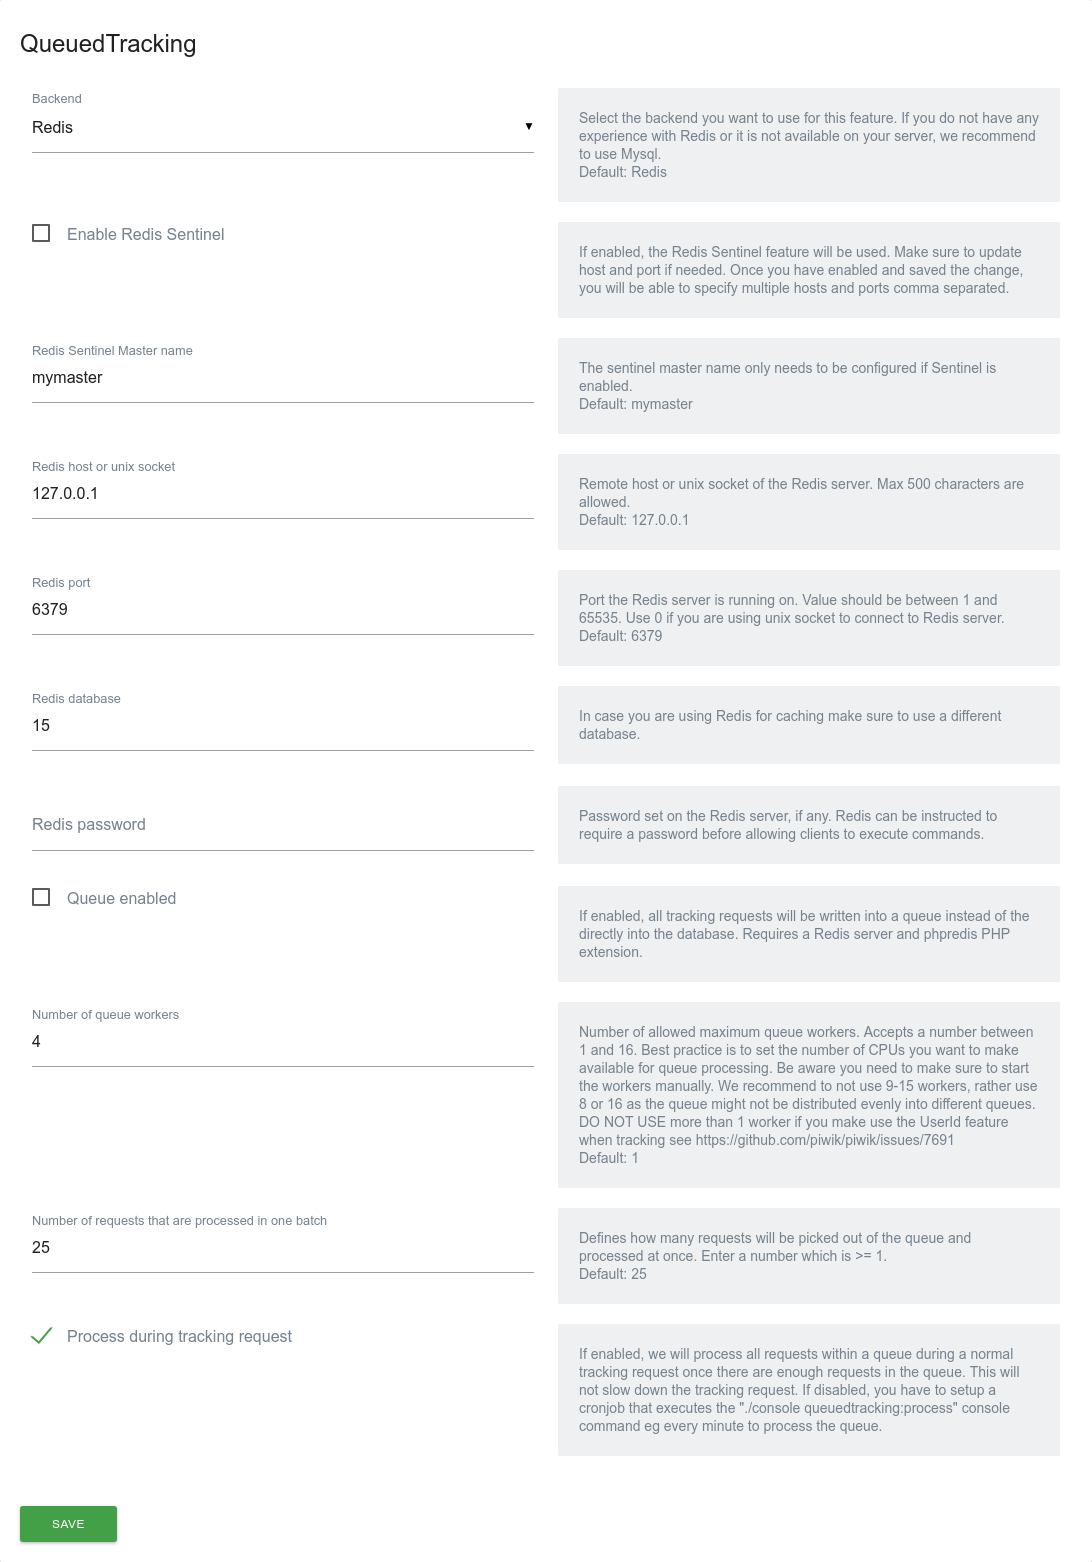 QueuedTracking
Backend
Redis
Select the backend you want to use for this feature. If you do not have any
experience with Redis or it is not available on your server, we recommend
to use Mysql.
Default: Redis
Enable Redis Sentinel
If enabled, the Redis Sentinel feature will be used. Make sure to update
host and port if needed. Once you have enabled and saved the change,
you will be able to specify multiple hosts and ports comma separated.
Redis Sentinel Master name
mymaster
The sentinel master name only needs to be configured if Sentinel is
enabled.
Default: mymaster
Redis host or unix socket
127.0.0.1
Remote host or unix socket of the Redis server. Max 500 characters are
allowed.
Default: 127.0.0.1
Redis port
6379
Port the Redis server is running on. Value should be between 1 and
65535. Use 0 if you are using unix socket to connect to Redis server.
Default: 6379
Redis database
15
In case you are using Redis for caching make sure to use a different
database.
Redis password
Password set on the Redis server, if any. Redis can be instructed to
require a password before allowing clients to execute commands.
Queue enabled
If enabled, all tracking requests will be written into a queue instead of the
directly into the database. Requires a Redis server and phpredis PHP
extension.
Number of queue workers
4
Number of allowed maximum queue workers. Accepts a number between
1 and 16. Best practice is to set the number of CPUs you want to make
available for queue processing. Be aware you need to make sure to start
the workers manually. We recommend to not use 9-15 workers, rather use
8 or 16 as the queue might not be distributed evenly into different queues.
DO NOT USE more than 1 worker if you make use the UserId feature
when tracking see https://github.com/piwik/piwik/issues/7691
Default: 1
Number of requests that are processed in one batch
25
Defines how many requests will be picked out of the queue and
processed at once. Enter a number which is >= 1.
Default: 25
Process during tracking request
If enabled, we will process all requests within a queue during a normal
tracking request once there are enough requests in the queue. This will
not slow down the tracking request. If disabled, you have to setup a
cronjob that executes the "./console queuedtracking:process" console
command eg every minute to process the queue.
SAVE